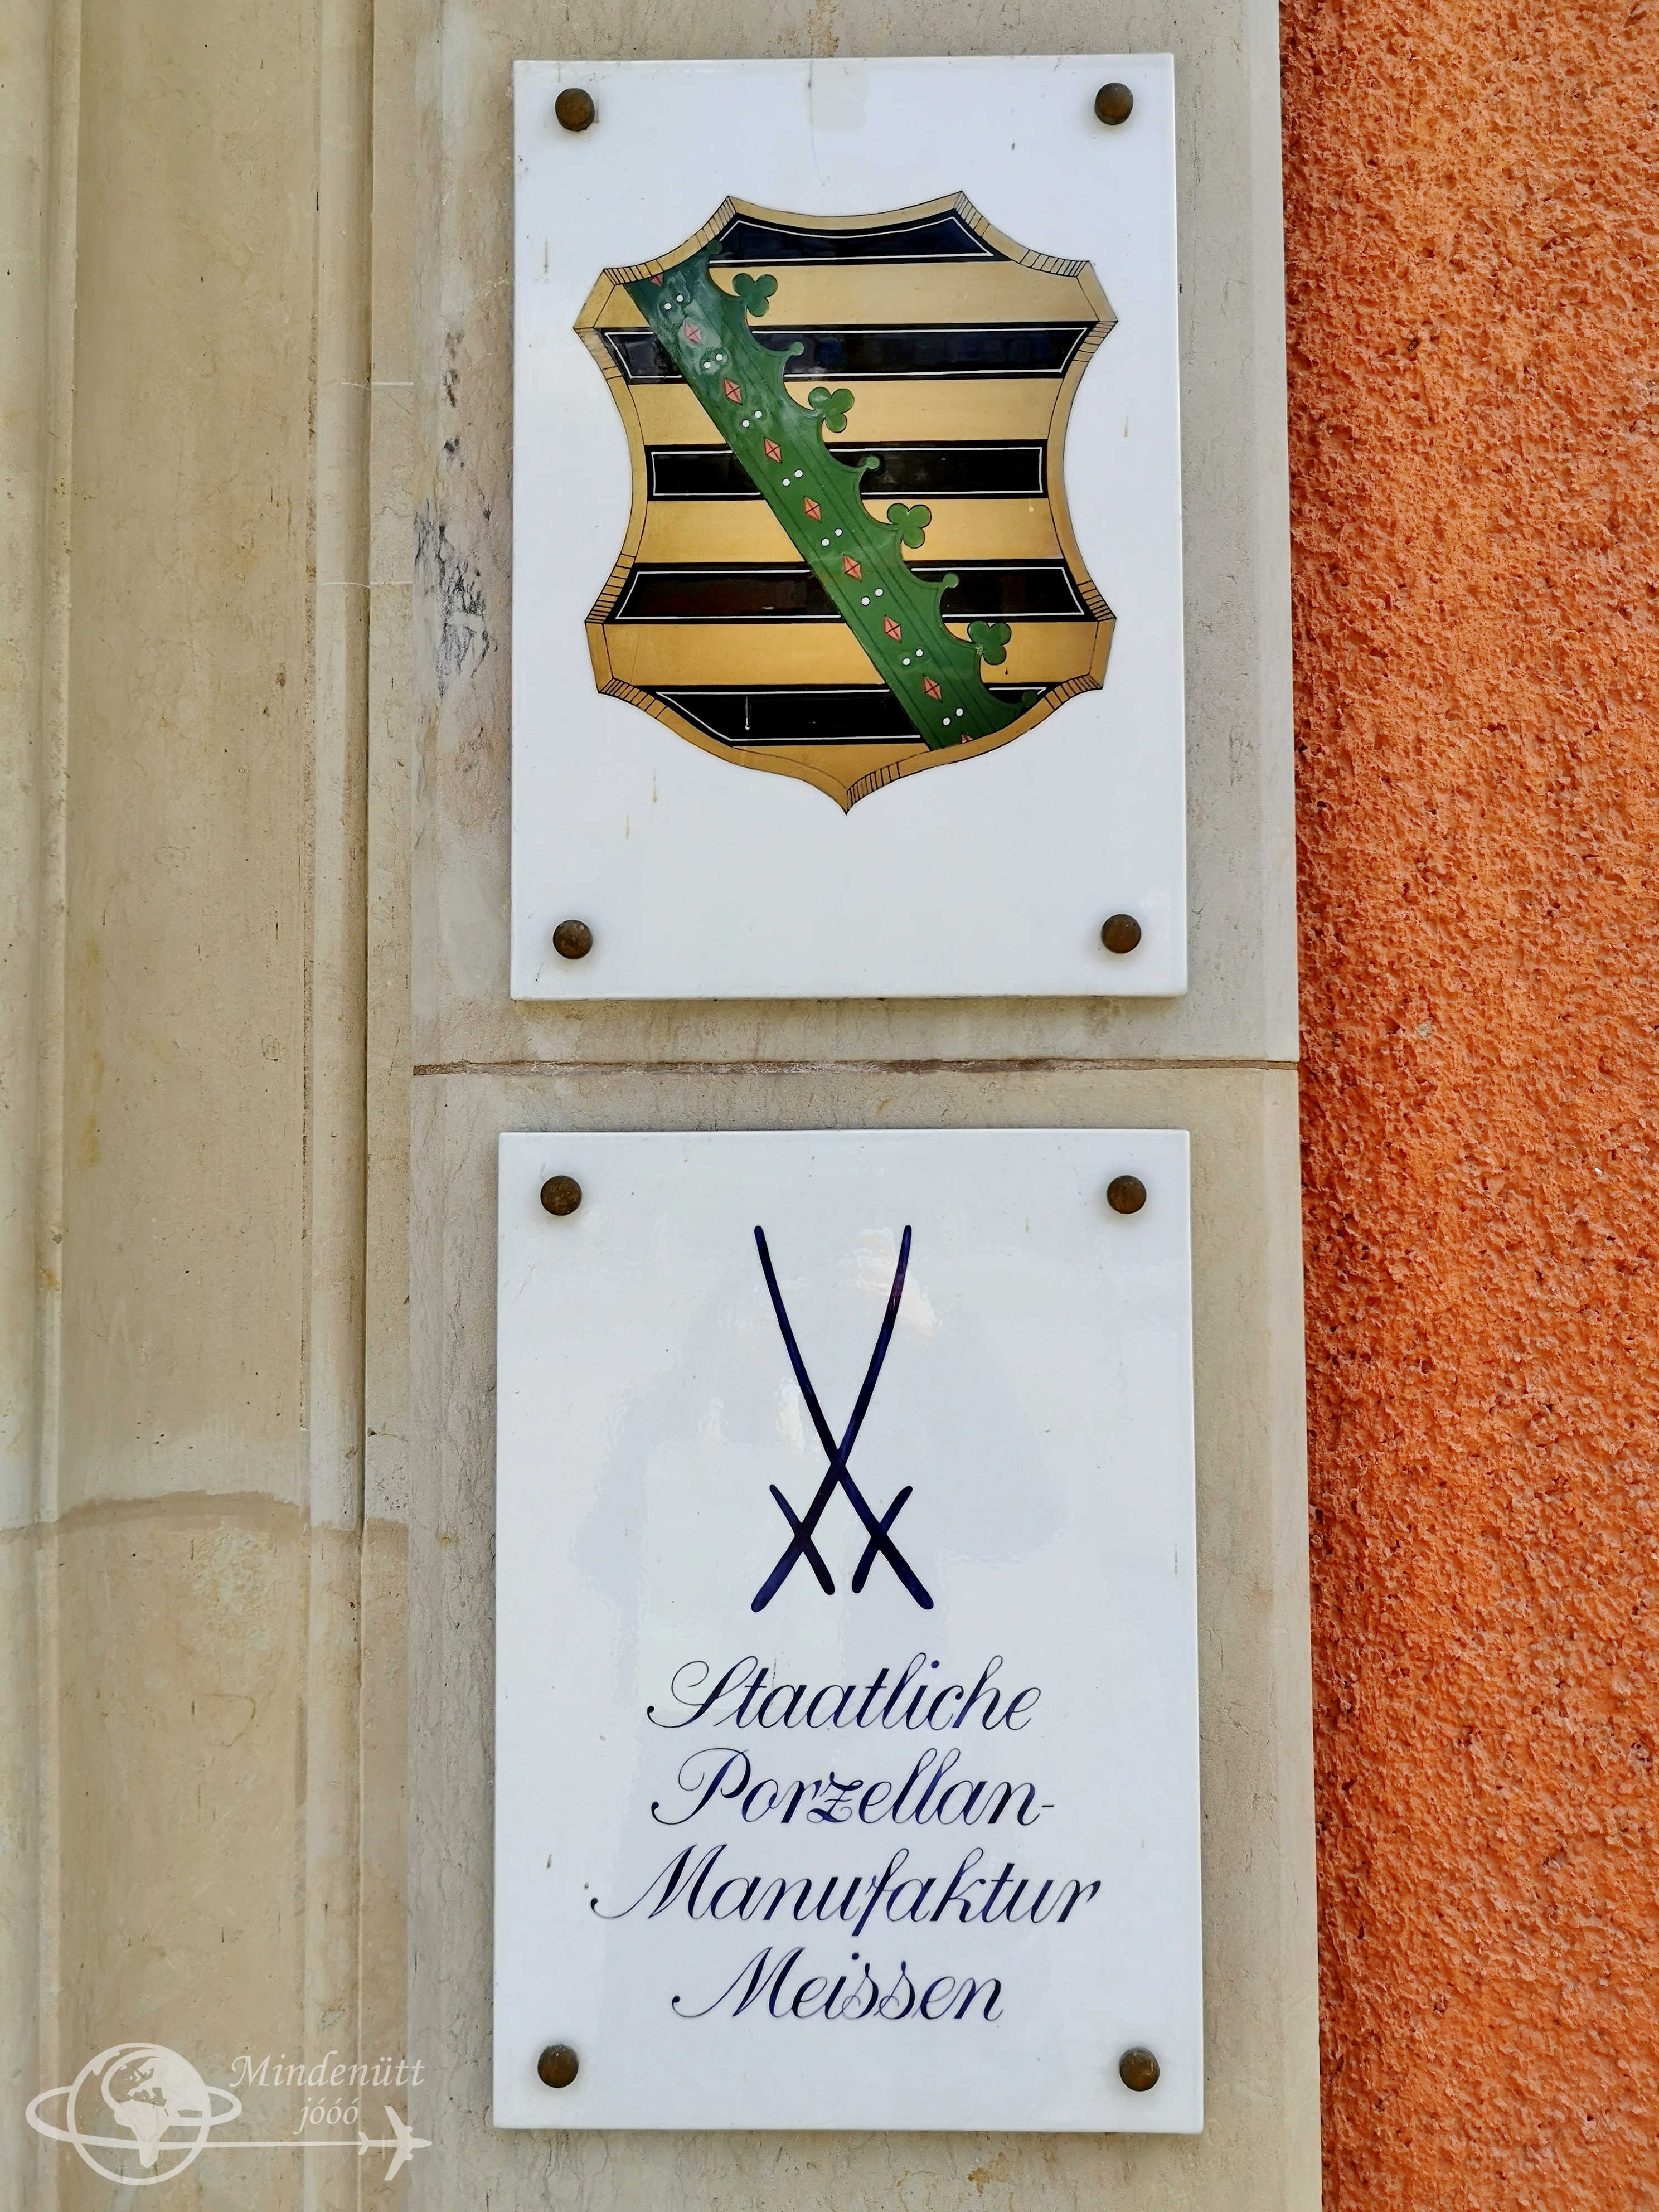 Staatliche
Porzellan-
Manufaktur
Meissen
Mindenütt
jóóó